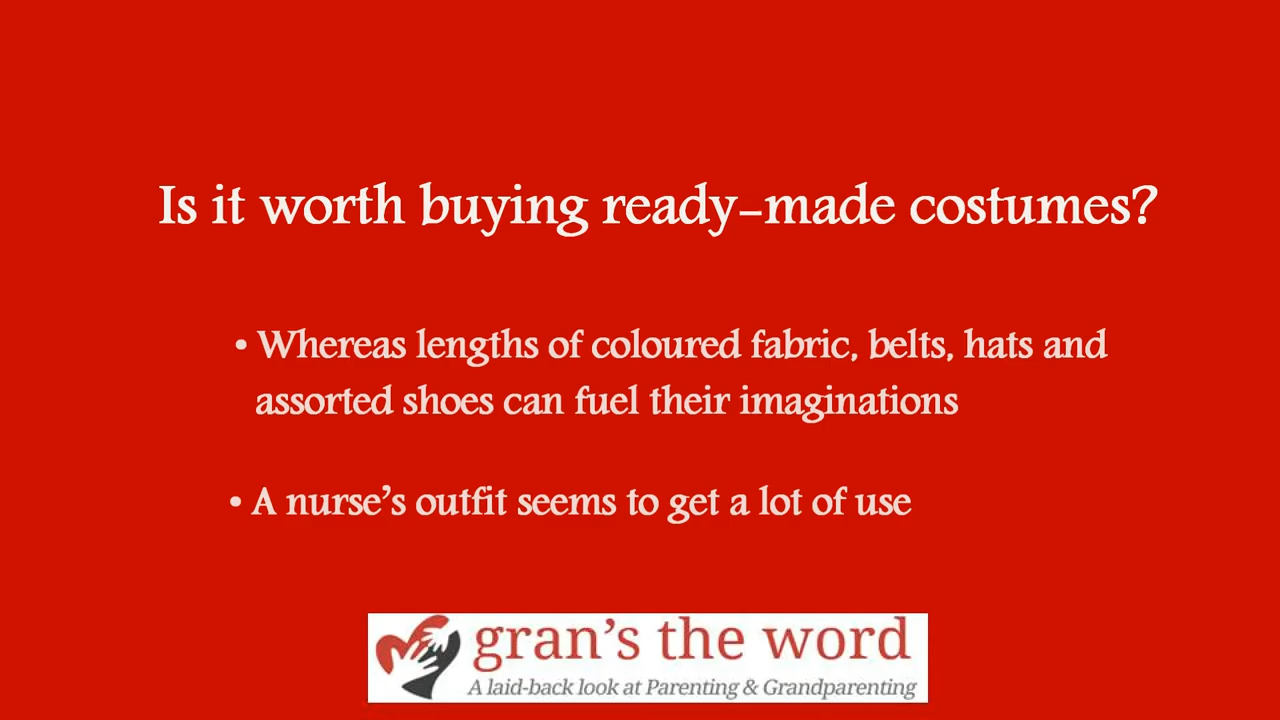 Is it worth buying ready-made costumes?
• Whereas lengths of coloured fabric, belts, hats and
assorted shoes can fuel their imaginations
• A nurse's outfit seems to get a lot of use
gran's the word
A laid-back look at Parenting & Grandparenting